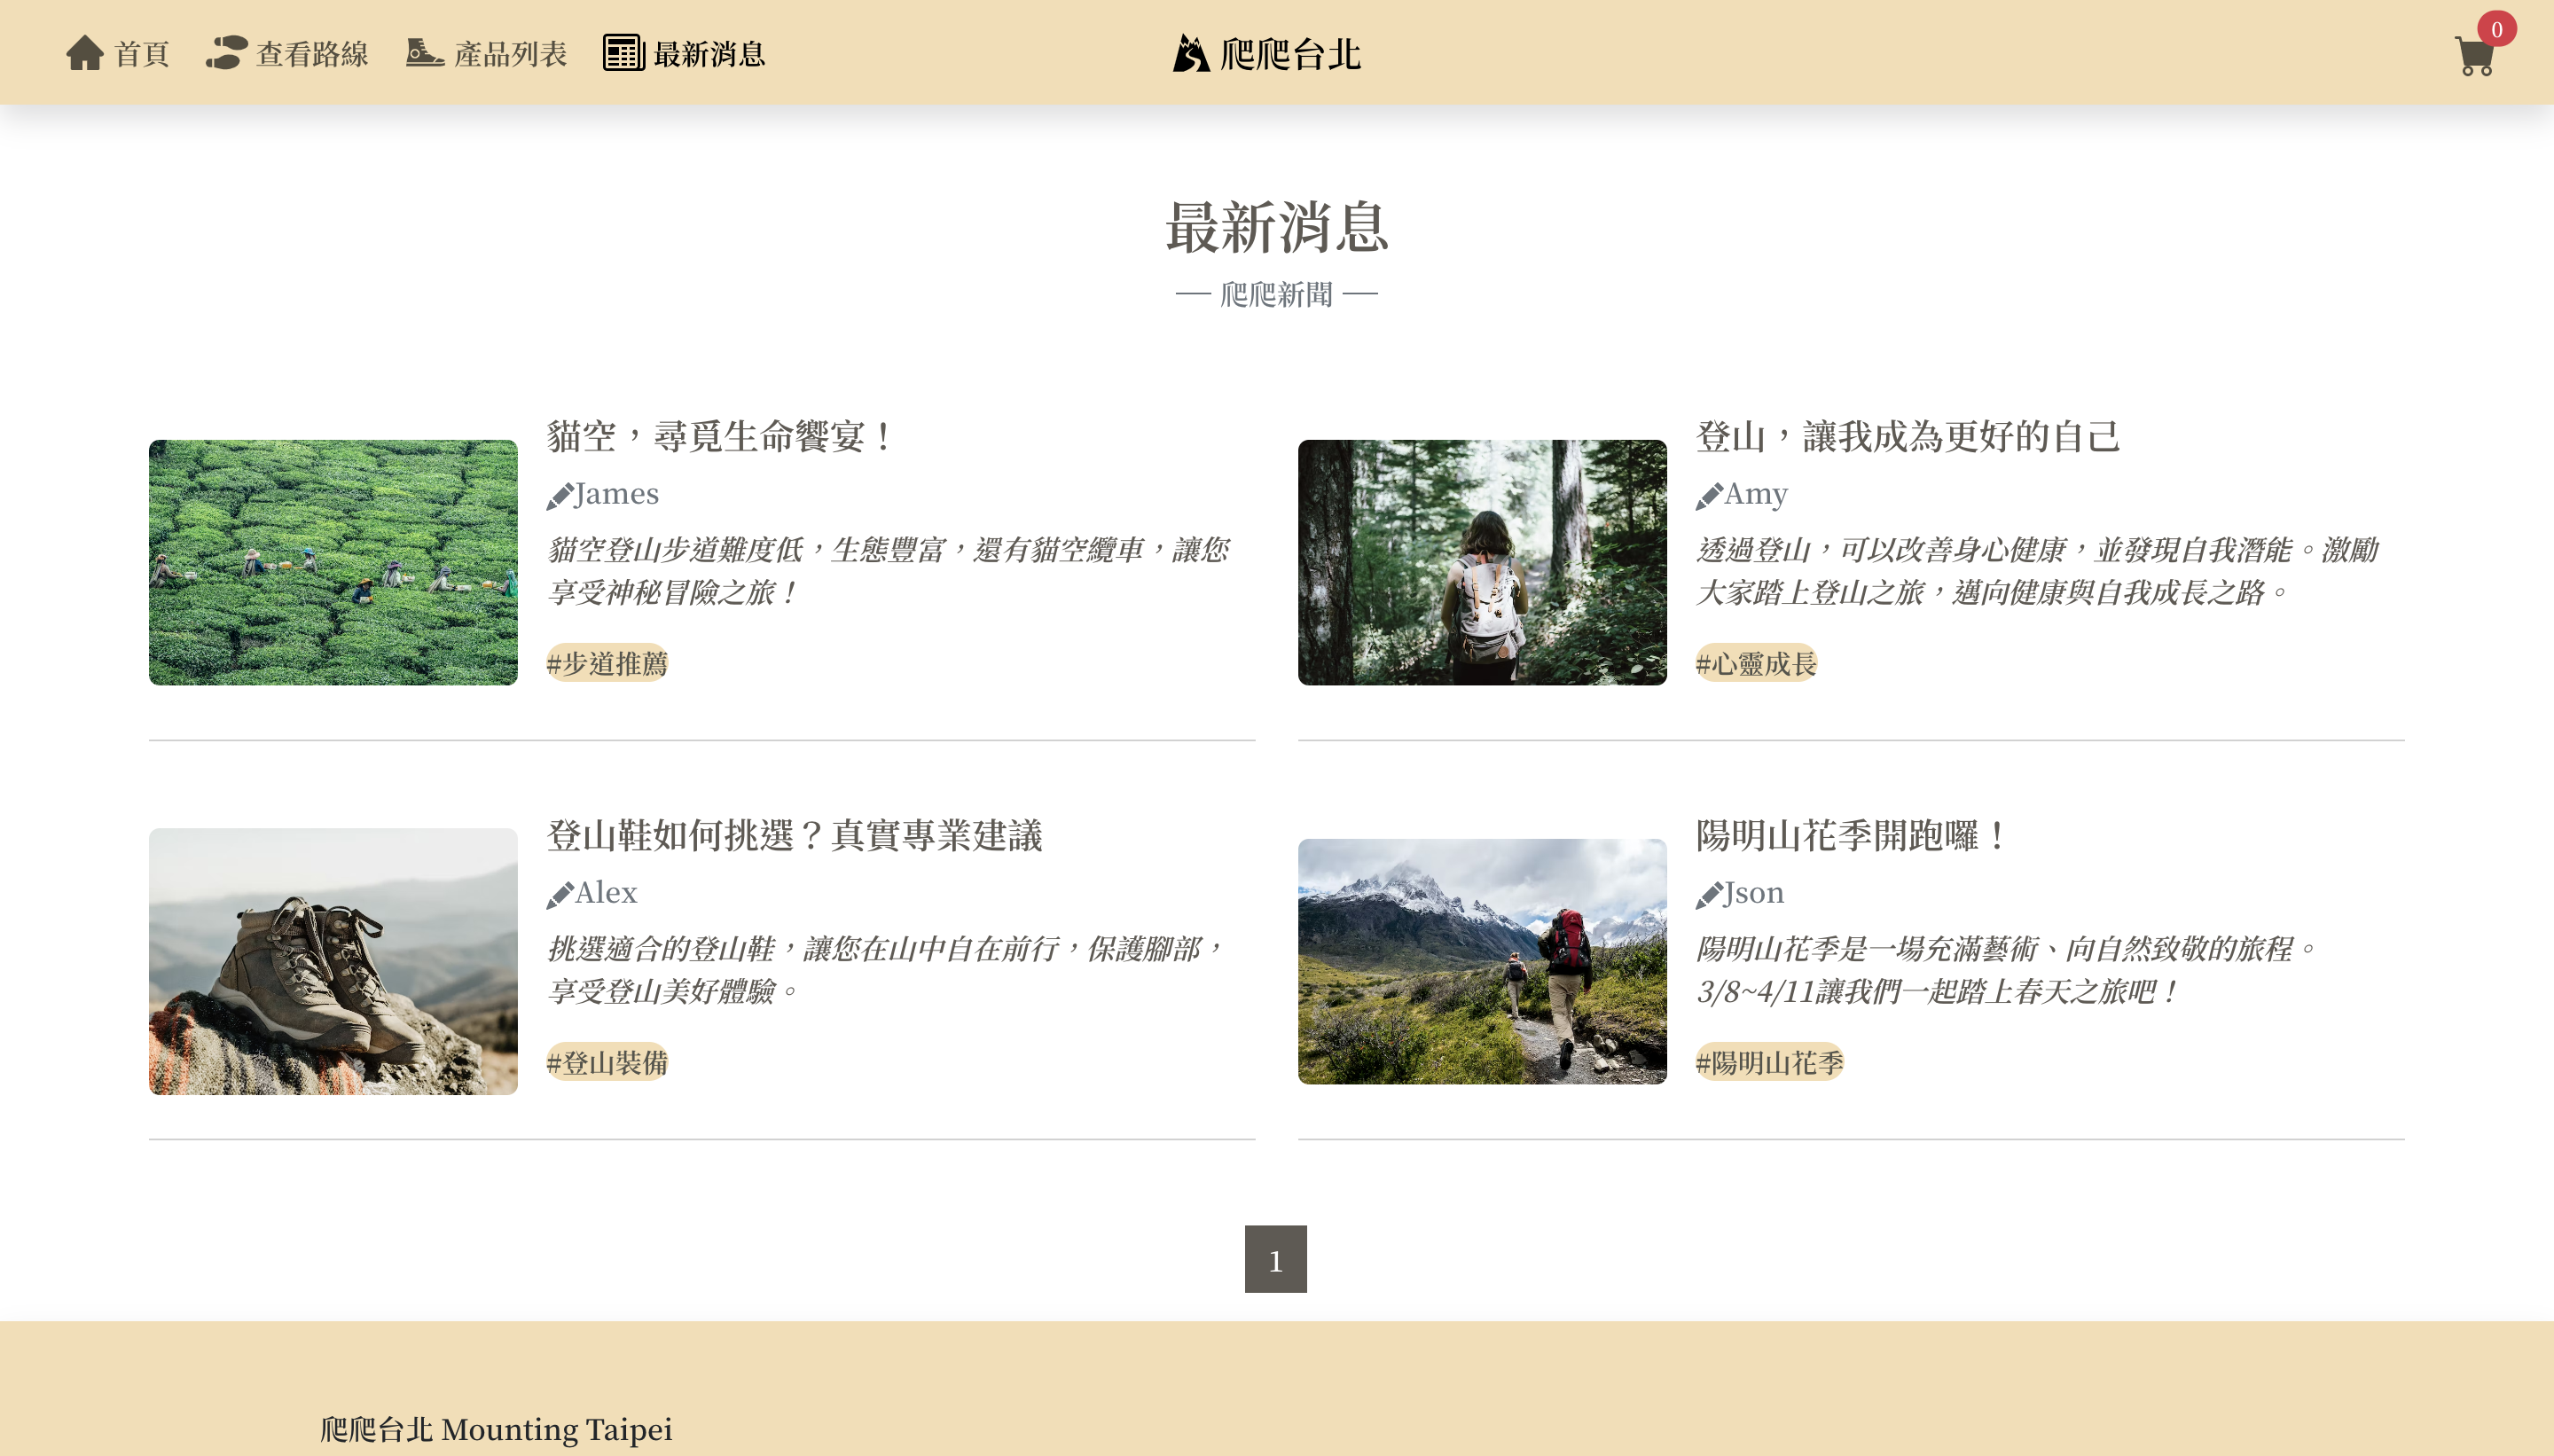 首頁
查看路線
產品列表
最新消息
爬爬台北
0
最新消息
爬爬新聞
貓空，尋覓生命饗宴！
James
貓空登山步道難度低，生態豐富，還有貓空纜車，讓您
享受神秘冒險之旅！
#步道推薦
登山，讓我成為更好的自己
Amy
透過登山，可以改善身心健康，並發現自我潛能。激勵
大家踏上登山之旅，邁向健康與自我成長之路。
#心靈成長
登山鞋如何挑選？真實專業建議
Alex
挑選適合的登山鞋，讓您在山中自在前行，保護腳部，
享受登山美好體驗。
#登山裝備
陽明山花季開跑囉！
Json
陽明山花季是一場充滿藝術、向自然致敬的旅程。
3/8~4/11讓我們一起踏上春天之旅吧！
#陽明山花季
1
爬爬台北 Mounting Taipei